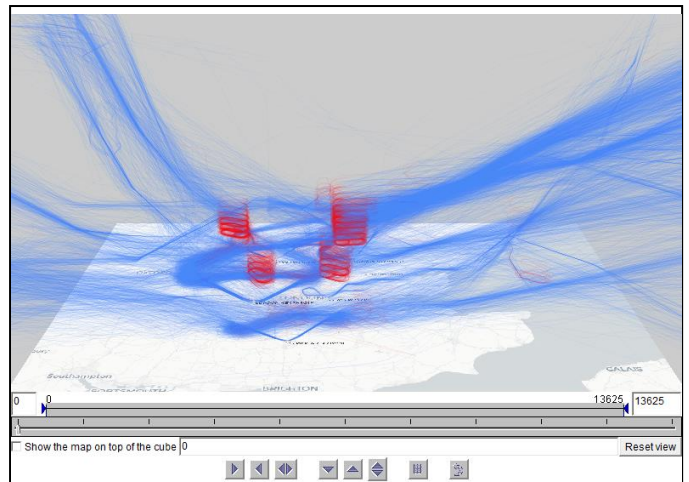 Southampton
PORTSMOUTH
BRIGHTON
CALAIS
0 0 13625 13625
Show the map on top of the cube 0 Reset view